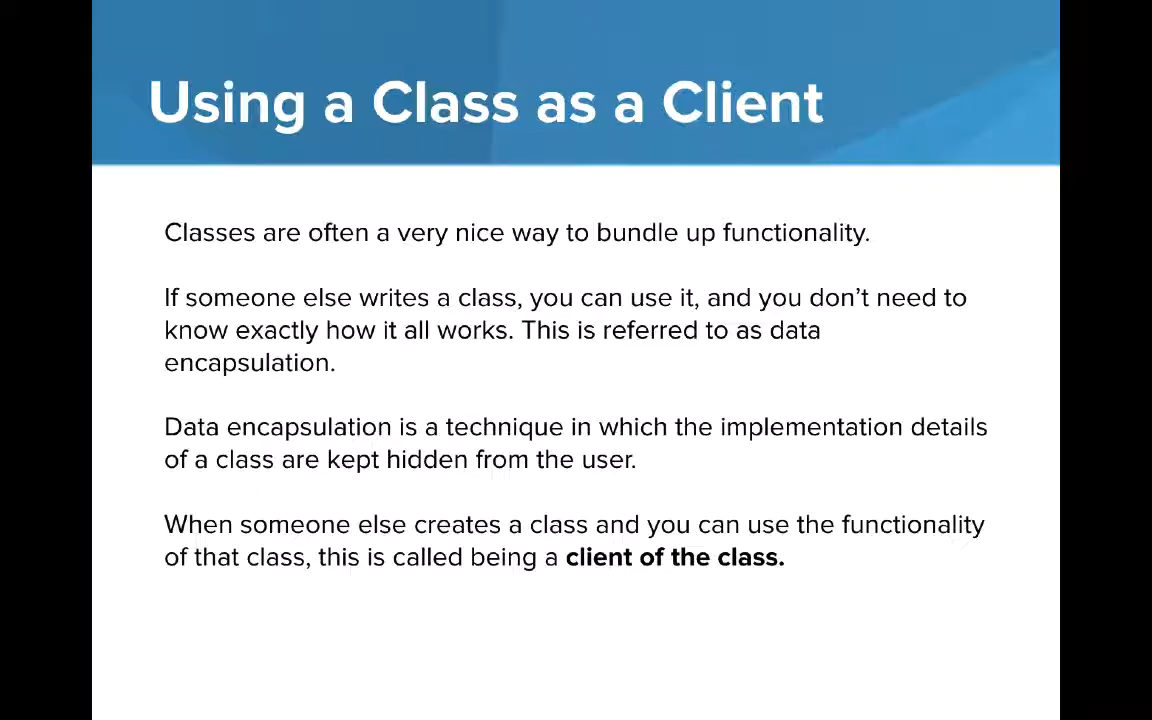 Using a Class as a Client
Classes are often a very nice way to bundle up functionality.
If someone else writes a class, you can use it, and you don’t need to
know exactly how it all works. This is referred to as data
encapsulation.
Data encapsulation is a technique in which the implementation details
of a class are kept hidden from the user.
When someone else creates a class and you can use the functionality
of that class, this is called being a client of the class.